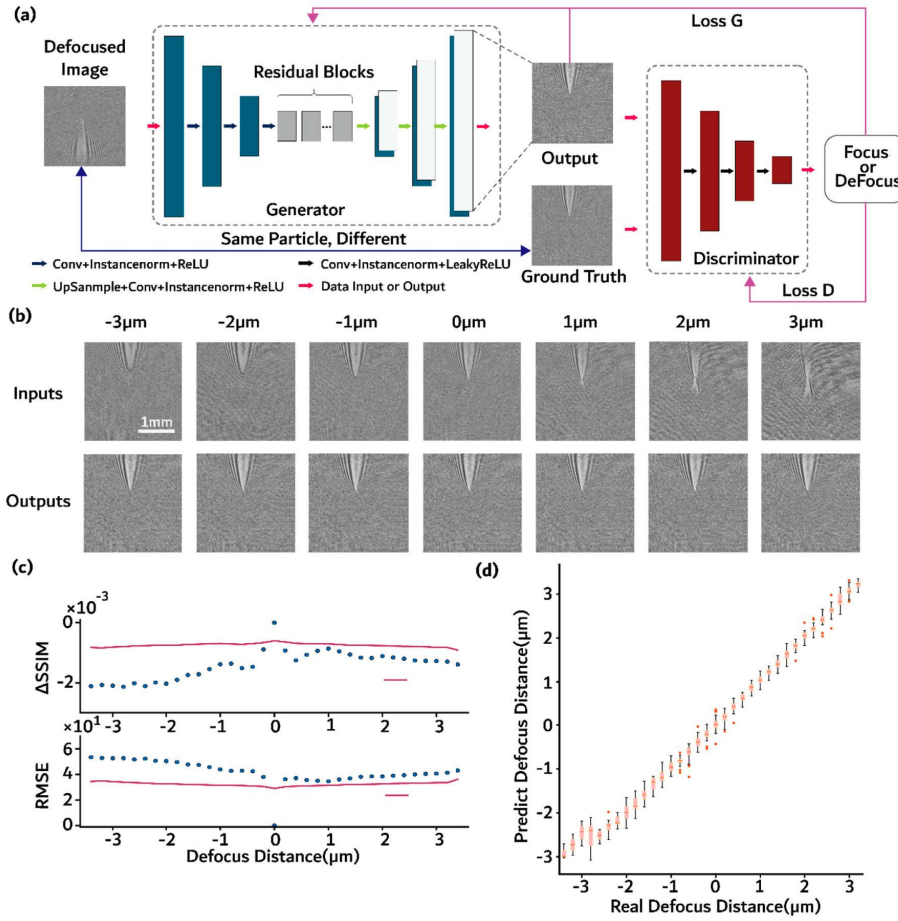 (a)
Loss G
Defocused
Image
Residual Blocks
...
Output
Focus
or
DeFocus
Generator
Same Particle, Different
Ground Truth
Discriminator
Loss D
Conv+Instancenorm+ReLU
Conv+Instancenorm+LeakyReLU
UpSanmple+Conv+Instancenorm+ReLU
Data Input or Output
(b)
-3μm -2μm -1μm 0μm 1μm 2μm 3μm
Inputs
1mm
Outputs
(c)
×10⁻³
ΔSSIM
0
−2
-3 -2 -1 0 1 2 3
×10¹
RMSE
6
4
2
0
-3 -2 -1 0 1 2 3
Defocus Distance(μm)
(d)
Predict Defocus Distance(μm)
3
2
1
0
-1
-2
-3
-3 -2 -1 0 1 2 3
Real Defocus Distance(μm)